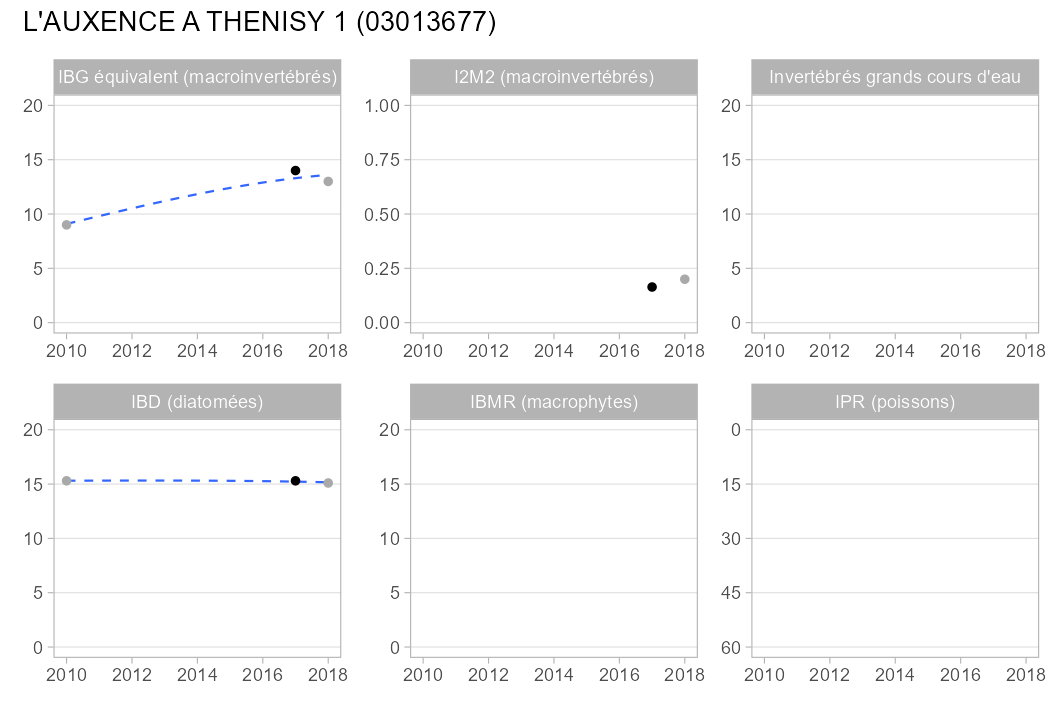 L'AUXENCE A THENISY 1 (03013677)
IBG équivalent (macroinvertébrés)
20
15
10
5
0
2010 2012 2014 2016 2018
I2M2 (macroinvertébrés)
1.00
0.75
0.50
0.25
0.00
2010 2012 2014 2016 2018
Invertébrés grands cours d'eau
20
15
10
5
0
2010 2012 2014 2016 2018
IBD (diatomées)
20
15
10
5
0
2010 2012 2014 2016 2018
IBMR (macrophytes)
20
15
10
5
0
2010 2012 2014 2016 2018
IPR (poissons)
0
15
30
45
60
2010 2012 2014 2016 2018